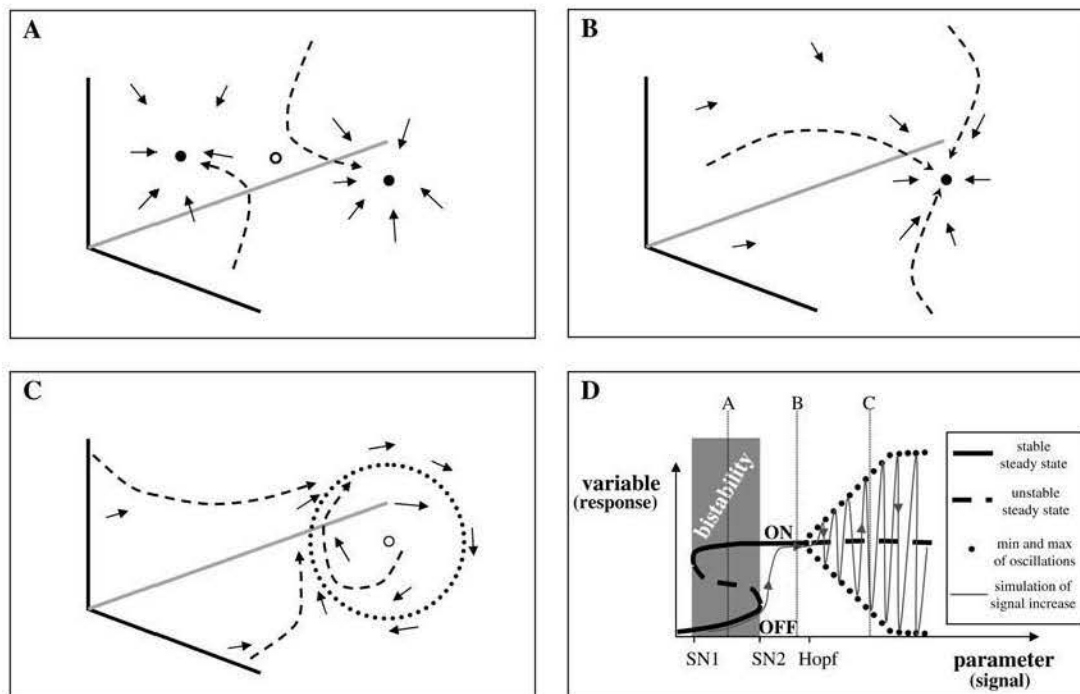 A
B
C
D
A
B
C
variable
(response)
bistability
ON
OFF
SN1
SN2
Hopf
parameter
(signal)
stable
steady state
unstable
steady state
min and max
of oscillations
simulation of
signal increase